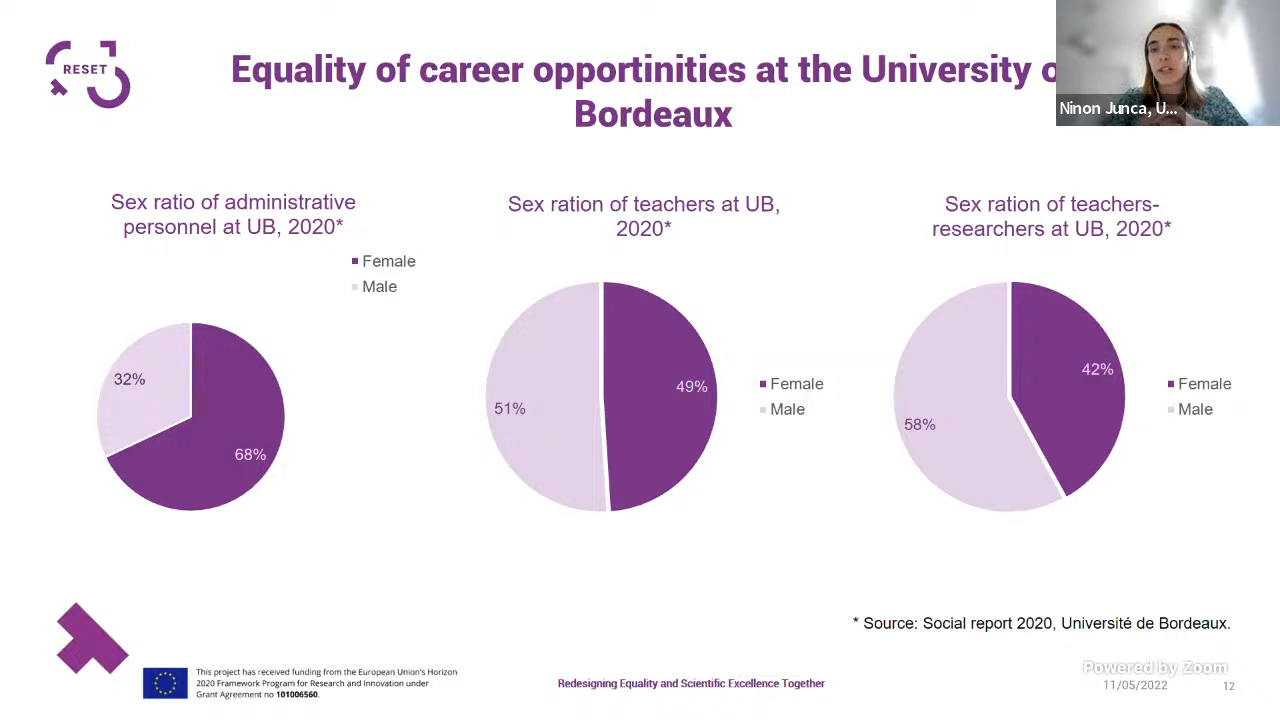 RESET
Equality of career opportinities at the University o
Bordeaux
Ninon Junca, U...
Sex ratio of administrative
personnel at UB, 2020*
Female
Male
32%
68%
Sex ration of teachers at UB,
2020*
51%
49%
Female
Male
Sex ration of teachers-
researchers at UB, 2020*
42%
58%
Female
Male
* Source: Social report 2020, Université de Bordeaux.
This project has received funding from the European Union's Horizon
2020 Framework Program for Research and Innovation under
Grant Agreement no 101006560.
Redesigning Equality and Scientific Excellence Together
Powered by Zoom
11/05/2022
12